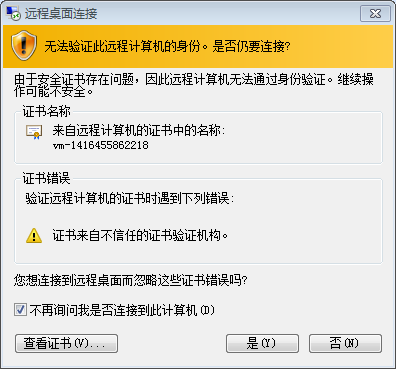 远程桌面连接
无法验证此远程计算机的身份。是否仍要连接?
由于安全证书存在问题，因此远程计算机无法通过身份验证。继续操
作可能不安全。
证书名称
来自远程计算机的证书中的名称:
vm-1416455862218
证书错误
验证远程计算机的证书时遇到下列错误:
证书来自不信任的证书验证机构。
您想连接到远程桌面而忽略这些证书错误吗?
不再询问我是否连接到此计算机(D)
查看证书(V)... 是(Y) 否(N)